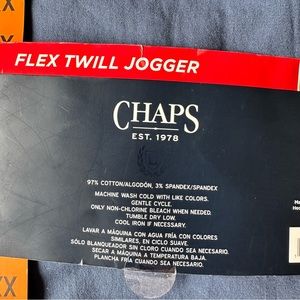 FLEX TWILL JOGGER
CHAPS
EST. 1978
97% COTTON/ALGODÓN, 3% SPANDEX/SPANDEX
MACHINE WASH COLD WITH LIKE COLORS.
GENTLE CYCLE.
ONLY NON-CHLORINE BLEACH WHEN NEEDED.
TUMBLE DRY LOW.
COOL IRON IF NECESSARY.
LAVAR A MÁQUINA CON AGUA FRÍA CON COLORES
SIMILARES, EN CICLO SUAVE.
SÓLO BLANQUEADOR SIN CLORO CUANDO SEA NECESARIO.
SECAR A MÁQUINA A TEMPERATURA BAJA.
PLANCHA FRÍA CUANDO SEA NECESARIO.